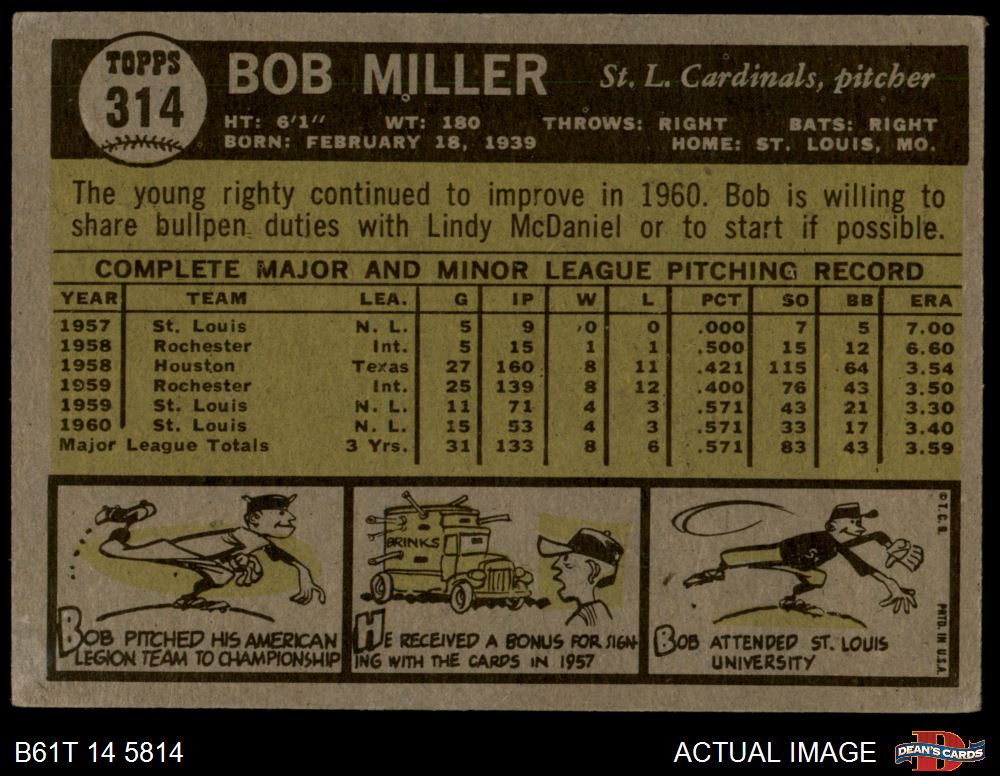 TOPPS
314
BOB MILLER St. L. Cardinals, pitcher
HT: 6'1" WT: 180 THROWS: RIGHT BATS: RIGHT
BORN: FEBRUARY 18, 1939 HOME: ST. LOUIS, MO.
The young righty continued to improve in 1960. Bob is willing to
share bullpen duties with Lindy McDaniel or to start if possible.
COMPLETE MAJOR AND MINOR LEAGUE PITCHING RECORD
YEAR TEAM LEA. G IP W L PCT SO BB ERA
1957 St. Louis N. L. 5 9 0 0 .000 7 5 7.00
1958 Rochester Int. 5 15 1 1 .500 15 12 6.60
1958 Houston Texas 27 160 8 11 .421 115 64 3.54
1959 Rochester Int. 25 139 8 12 .400 76 43 3.50
1959 St. Louis N. L. 11 71 4 3 .571 43 21 3.30
1960 St. Louis N. L. 15 53 4 3 .571 33 17 3.40
Major League Totals 3 Yrs. 31 133 8 6 .571 83 43 3.59
BOB PITCHED HIS AMERICAN
LEGION TEAM TO CHAMPIONSHIP
BRINKS
HE RECEIVED A BONUS FOR SIGN-
ING WITH THE CARDS IN 1957
S
BOB ATTENDED ST. LOUIS
UNIVERSITY
© T. C. G.
PRTD. IN U.S.A.
B61T 14 5814
ACTUAL IMAGE
D
DEAN'S CARDS